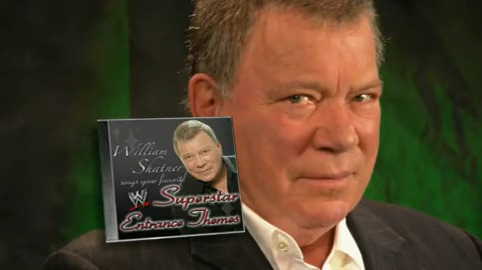 William
Shatner
sings your favorite
W Superstar
Entrance Themes